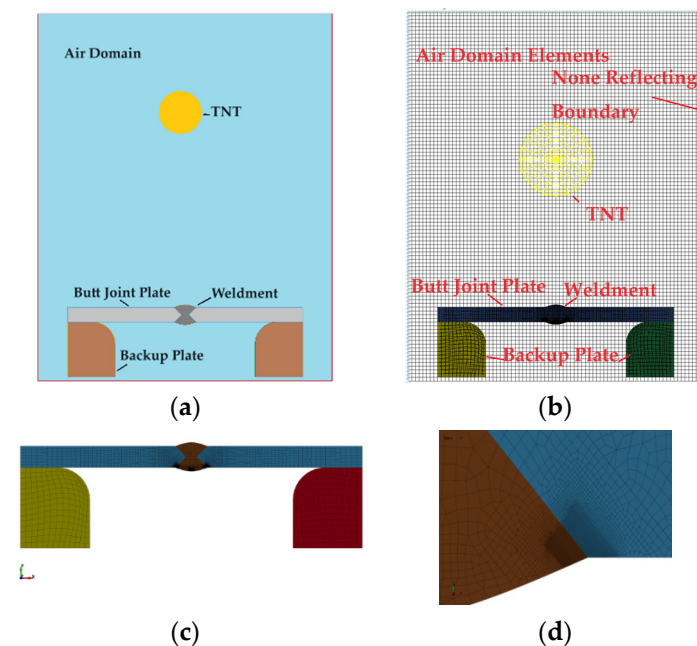 Air Domain
TNT
Butt Joint Plate
Weldment
Backup Plate
(a)
Air Domain Elements
None Reflecting
Boundary
TNT
Butt Joint Plate
Weldment
Backup Plate
(b)
(c)
(d)